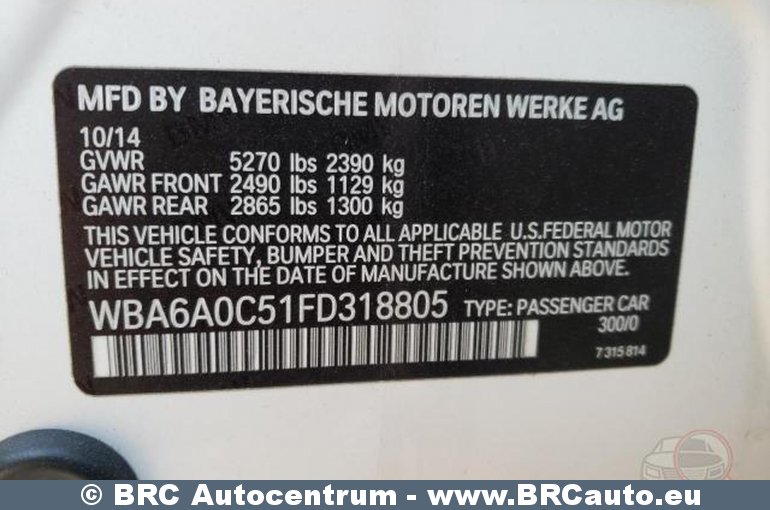 MFD BY BAYERISCHE MOTOREN WERKE AG
10/14
GVWR 5270 lbs 2390 kg
GAWR FRONT 2490 lbs 1129 kg
GAWR REAR 2865 lbs 1300 kg
THIS VEHICLE CONFORMS TO ALL APPLICABLE U.S.FEDERAL MOTOR
VEHICLE SAFETY, BUMPER AND THEFT PREVENTION STANDARDS
IN EFFECT ON THE DATE OF MANUFACTURE SHOWN ABOVE.
WBA6A0C51FD318805 TYPE: PASSENGER CAR
300/0
7 315 814
© BRC Autocentrum - www.BRCauto.eu